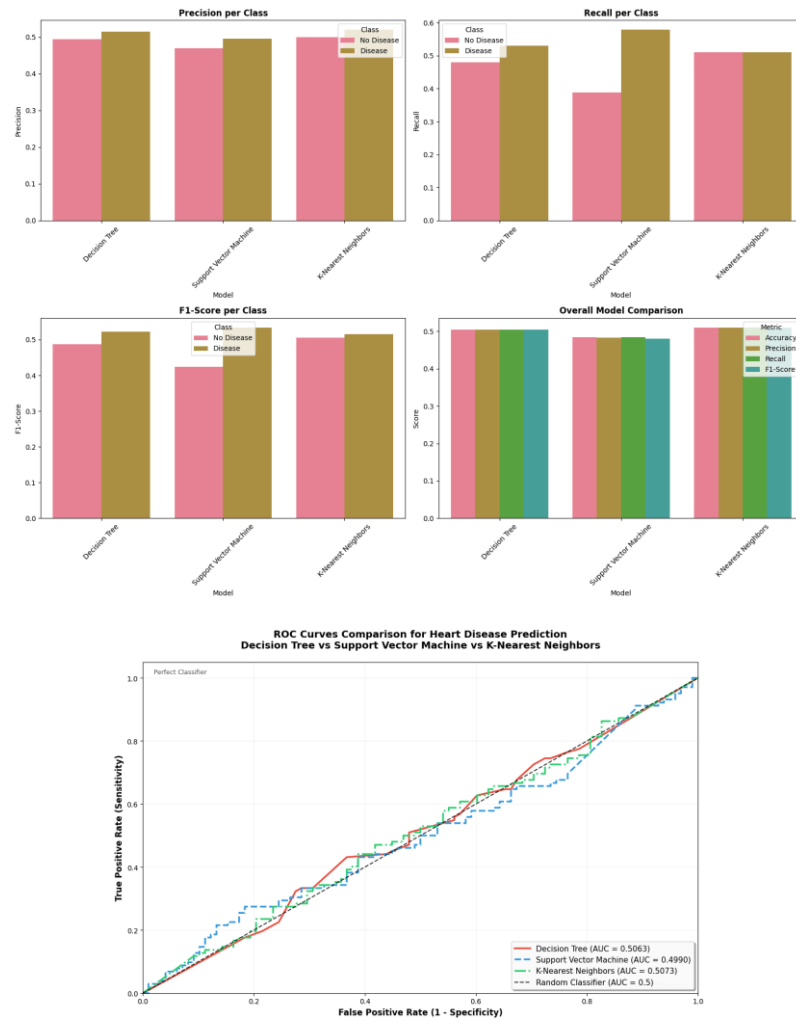 Precision per Class
Class
No Disease
Disease
Precision
0.5
0.4
0.3
0.2
0.1
0.0
Decision Tree
Support Vector Machine
K-Nearest Neighbors
Model
Recall per Class
Class
No Disease
Disease
Recall
0.6
0.5
0.4
0.3
0.2
0.1
0.0
Decision Tree
Support Vector Machine
K-Nearest Neighbors
Model
F1-Score per Class
Class
No Disease
Disease
F1-Score
0.5
0.4
0.3
0.2
0.1
0.0
Decision Tree
Support Vector Machine
K-Nearest Neighbors
Model
Overall Model Comparison
Metric
Accuracy
Precision
Recall
F1-Score
Score
0.5
0.4
0.3
0.2
0.1
0.0
Decision Tree
Support Vector Machine
K-Nearest Neighbors
Model
ROC Curves Comparison for Heart Disease Prediction
Decision Tree vs Support Vector Machine vs K-Nearest Neighbors
Perfect Classifier
True Positive Rate (Sensitivity)
1.0
0.8
0.6
0.4
0.2
0.0
Decision Tree (AUC = 0.5063)
Support Vector Machine (AUC = 0.4990)
K-Nearest Neighbors (AUC = 0.5073)
Random Classifier (AUC = 0.5)
0.0 0.2 0.4 0.6 0.8 1.0
False Positive Rate (1 - Specificity)